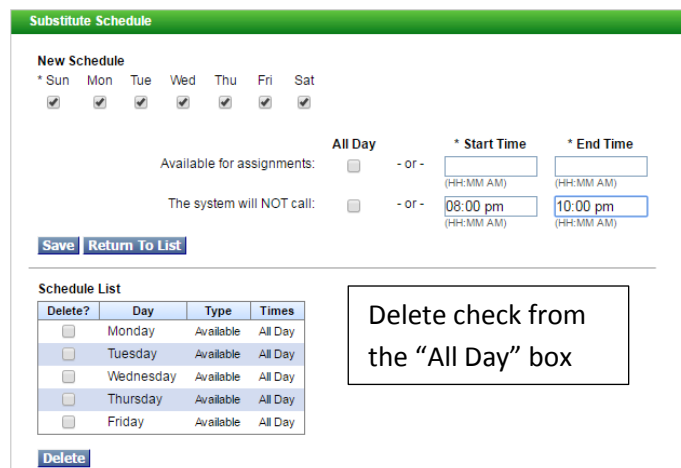 Substitute Schedule
New Schedule
* Sun Mon Tue Wed Thu Fri Sat
All Day * Start Time * End Time
Available for assignments: - or -
(HH:MM AM) (HH:MM AM)
The system will NOT call: - or - 08:00 pm 10:00 pm
(HH:MM AM) (HH:MM AM)
Save Return To List
Schedule List
Delete? Day Type Times
Monday Available All Day
Tuesday Available All Day
Wednesday Available All Day
Thursday Available All Day
Friday Available All Day
Delete
Delete check from
the “All Day” box